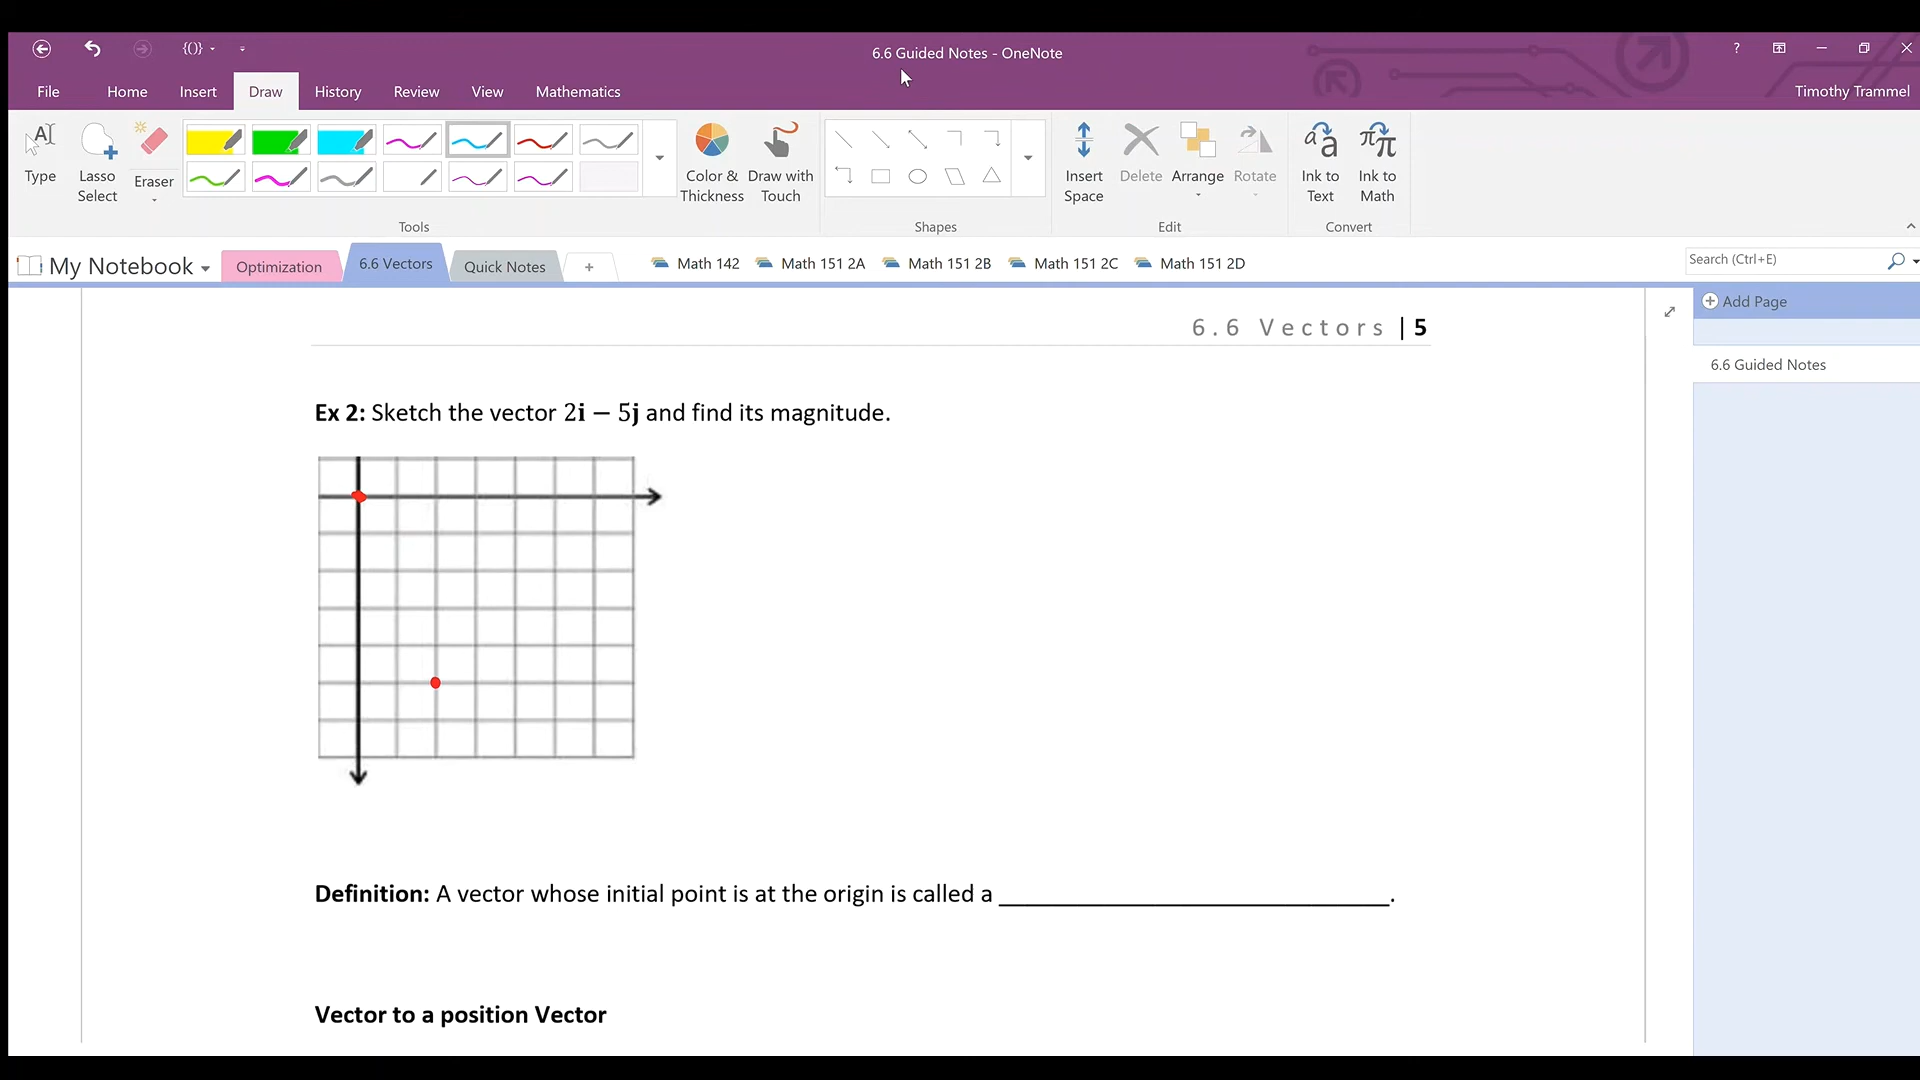 {()}
6.6 Guided Notes - OneNote
?
File Home Insert Draw History Review View Mathematics
Timothy Trammel
Type
Lasso Select
Eraser
Color & Thickness
Draw with Touch
Insert Space
Delete
Arrange
Rotate
Ink to Text
Ink to Math
Tools
Shapes
Edit
Convert
My Notebook
Optimization
6.6 Vectors
Quick Notes
+
Math 142
Math 151 2A
Math 151 2B
Math 151 2C
Math 151 2D
Search (Ctrl+E)
Add Page
6.6 Guided Notes
6.6 Vectors | 5
Ex 2: Sketch the vector 2i − 5j and find its magnitude.
Definition: A vector whose initial point is at the origin is called a ______________________________.
Vector to a position Vector